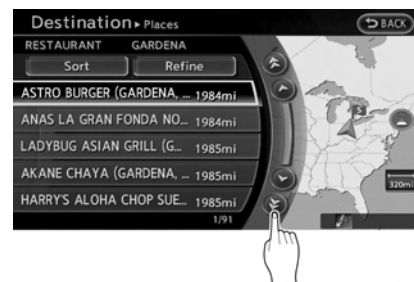 Destination ▸ Places
BACK
RESTAURANT GARDENA
Sort Refine
ASTRO BURGER (GARDENA, ... 1984mi
ANAS LA GRAN FONDA NO... 1984mi
LADYBUG ASIAN GRILL (G... 1985mi
AKANE CHAYA (GARDENA, ... 1985mi
HARRY'S ALOHA CHOP SUE... 1985mi
1/91
320mi